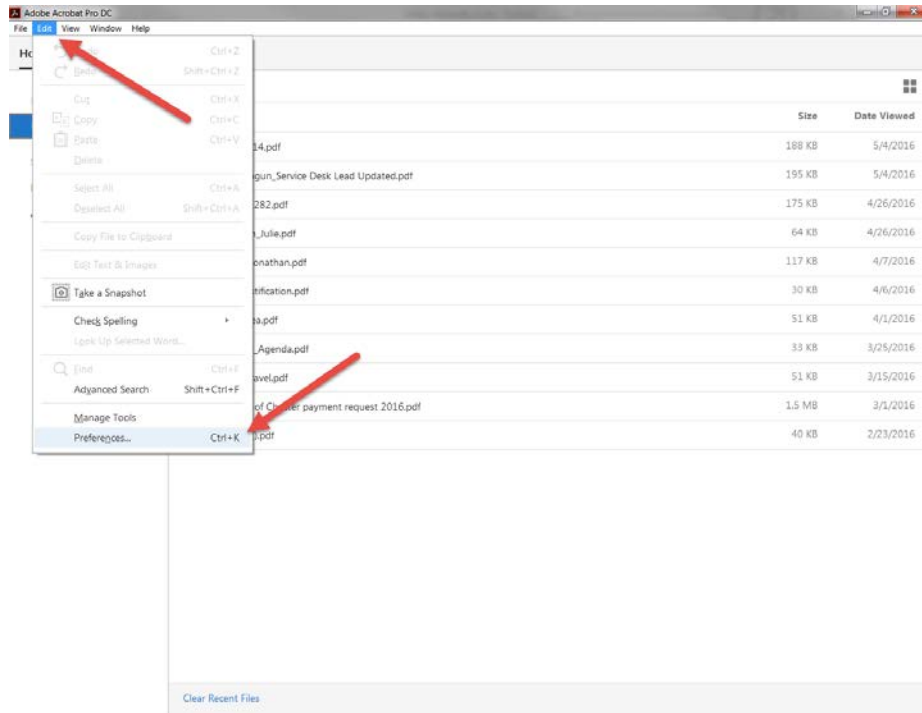 Adobe Acrobat Pro DC
File Edit View Window Help
Ctrl+Z
Redo Shift+Ctrl+Z
Cut Ctrl+X
Copy Ctrl+C
Paste Ctrl+V
Delete
Select All Ctrl+A
Deselect All Shift+Ctrl+A
Copy File to Clipboard
Edit Text & Images
Take a Snapshot
Check Spelling
Look Up Selected Word...
Find Ctrl+F
Advanced Search Shift+Ctrl+F
Manage Tools
Preferences... Ctrl+K
Size Date Viewed
14.pdf 188 KB 5/4/2016
gun_Service Desk Lead Updated.pdf 195 KB 5/4/2016
282.pdf 175 KB 4/26/2016
_Julie.pdf 64 KB 4/26/2016
onathan.pdf 117 KB 4/7/2016
tification.pdf 30 KB 4/6/2016
ea.pdf 51 KB 4/1/2016
_Agenda.pdf 33 KB 3/25/2016
avel.pdf 51 KB 3/15/2016
of payment request 2016.pdf 1.5 MB 3/1/2016
.pdf 40 KB 2/23/2016
Clear Recent Files